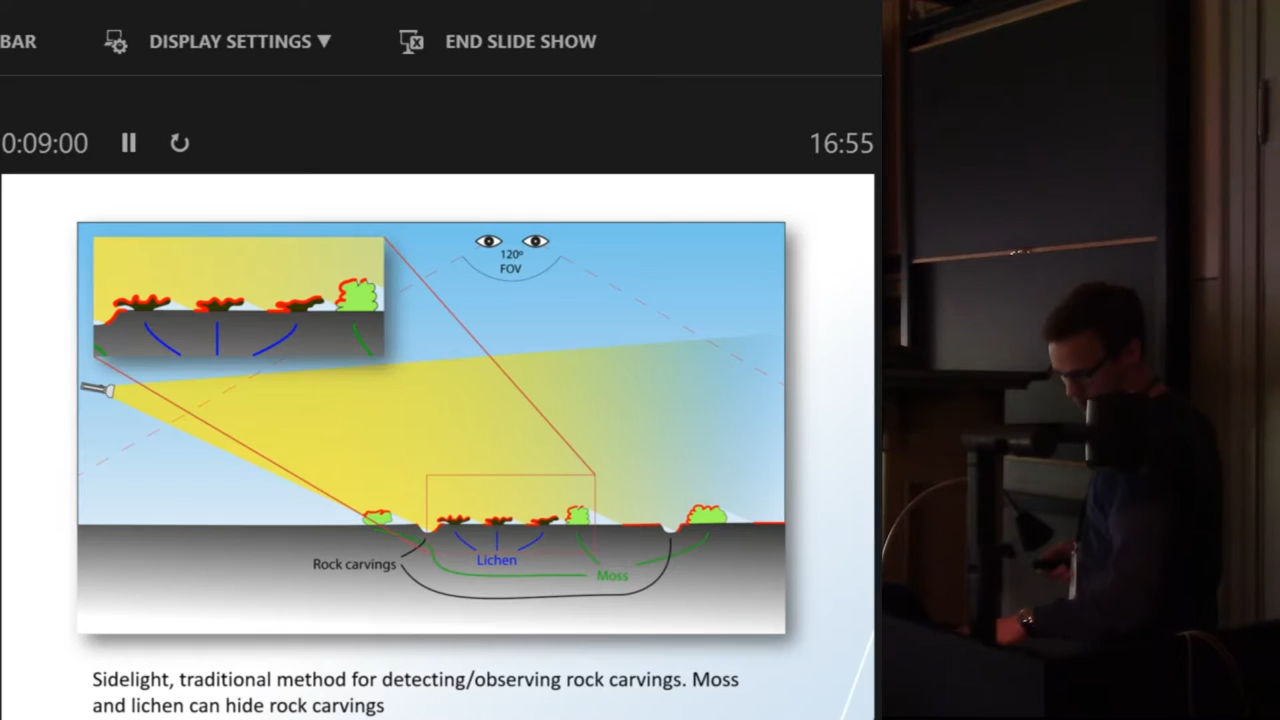 BAR DISPLAY SETTINGS ▼ END SLIDE SHOW
0:09:00 16:55
120°
FOV
Rock carvings
Lichen
Moss
Sidelight, traditional method for detecting/observing rock carvings. Moss
and lichen can hide rock carvings